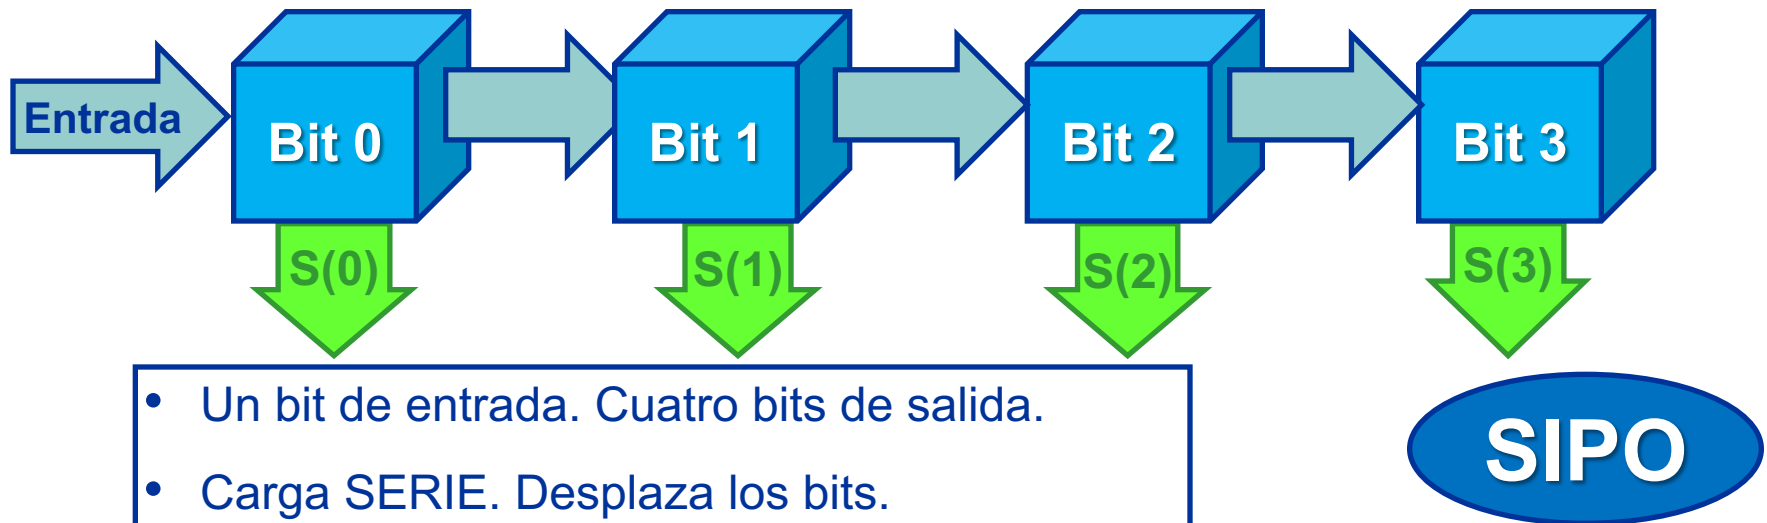 Entrada
Bit 0
Bit 1
Bit 2
Bit 3
S(0)
S(1)
S(2)
S(3)
• Un bit de entrada. Cuatro bits de salida.
• Carga SERIE. Desplaza los bits.
SIPO